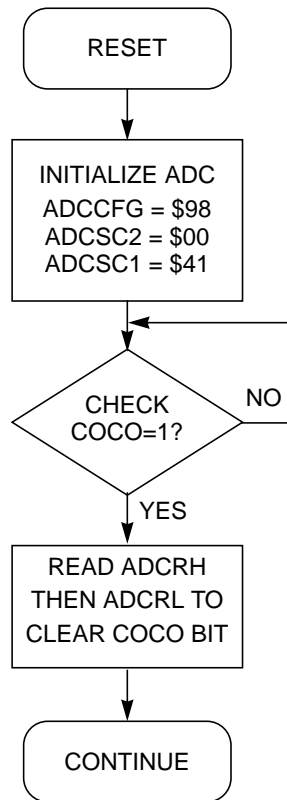 RESET
INITIALIZE ADC
ADCCFG = $98
ADCSC2 = $00
ADCSC1 = $41
CHECK
COCO=1?
NO
YES
READ ADCRH
THEN ADCRL TO
CLEAR COCO BIT
CONTINUE